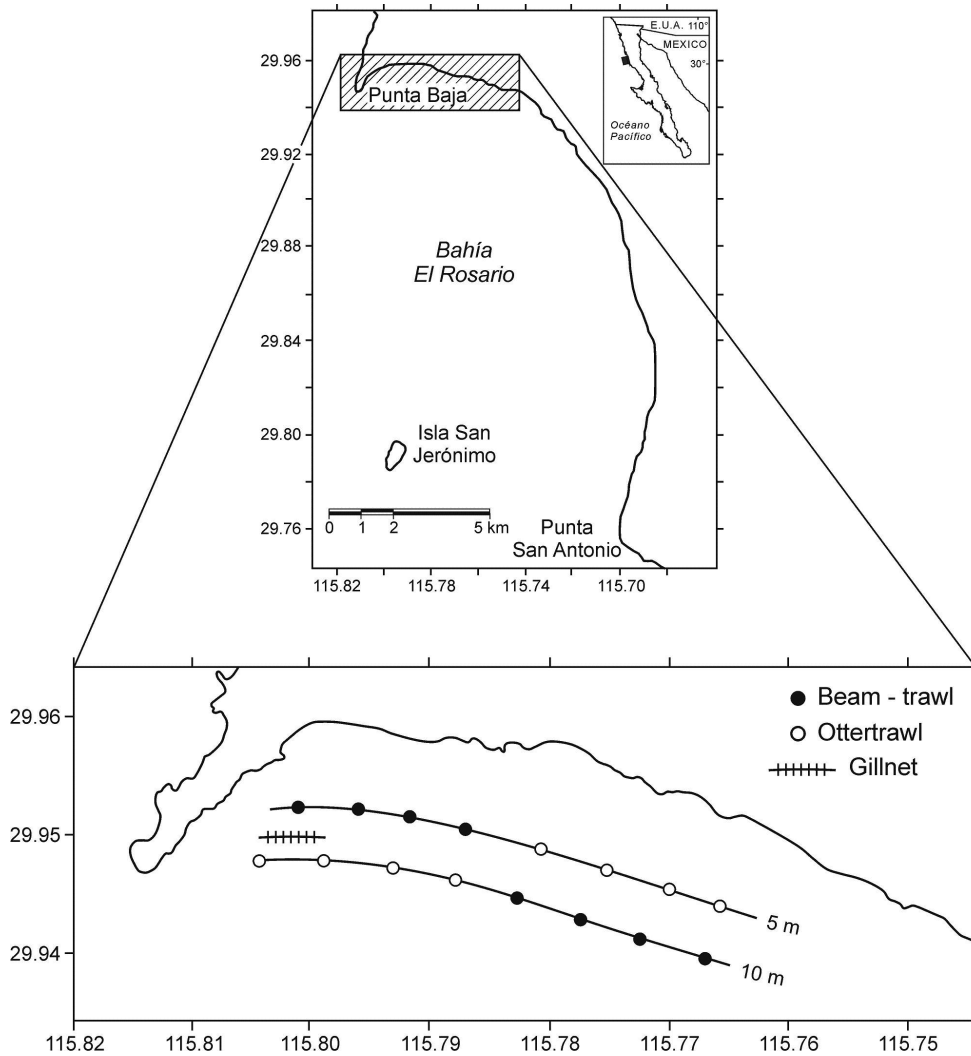 E.U.A. 110°
MEXICO
30°
Océano
Pacífico
29.96
Punta Baja
29.92
29.88
Bahía
El Rosario
29.84
29.80
Isla San
Jerónimo
0 1 2 5 km
29.76
Punta
San Antonio
115.82 115.78 115.74 115.70
29.96
29.95
29.94
Beam - trawl
Ottertrawl
Gillnet
5 m
10 m
115.82 115.81 115.80 115.79 115.78 115.77 115.76 115.75